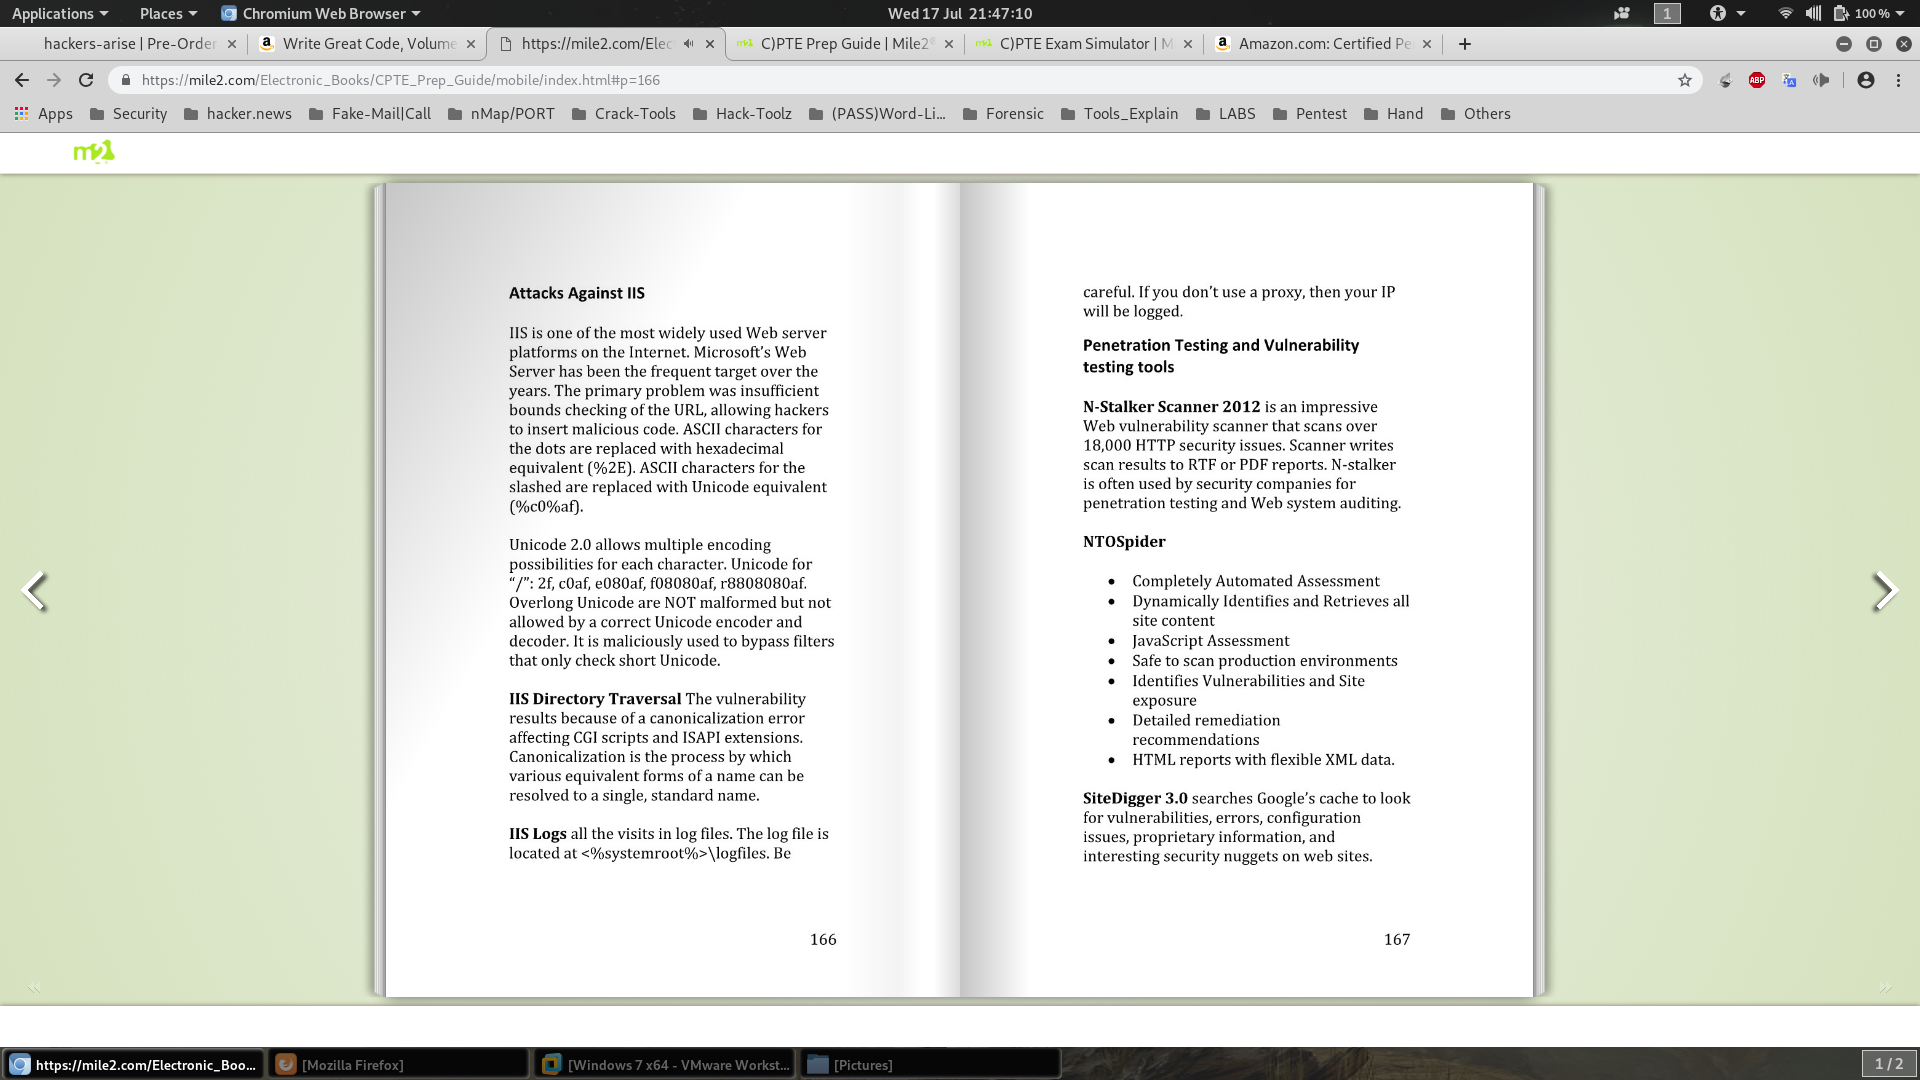 Applications Places Chromium Web Browser Wed 17 Jul 21:47:10 1 100 %
hackers-arise | Pre-Order Write Great Code, Volume https://mile2.com/Elec C)PTE Prep Guide | Mile2® C)PTE Exam Simulator | M Amazon.com: Certified Pe
https://mile2.com/Electronic_Books/CPTE_Prep_Guide/mobile/index.html#p=166 ABP
Apps Security hacker.news Fake-Mail|Call nMap/PORT Crack-Tools Hack-Toolz (PASS)Word-Li... Forensic Tools_Explain LABS Pentest Hand Others
m2
Attacks Against IIS
IIS is one of the most widely used Web server
platforms on the Internet. Microsoft's Web
Server has been the frequent target over the
years. The primary problem was insufficient
bounds checking of the URL, allowing hackers
to insert malicious code. ASCII characters for
the dots are replaced with hexadecimal
equivalent (%2E). ASCII characters for the
slashed are replaced with Unicode equivalent
(%c0%af).
Unicode 2.0 allows multiple encoding
possibilities for each character. Unicode for
“/”: 2f, c0af, e080af, f08080af, r8808080af.
Overlong Unicode are NOT malformed but not
allowed by a correct Unicode encoder and
decoder. It is maliciously used to bypass filters
that only check short Unicode.
IIS Directory Traversal The vulnerability
results because of a canonicalization error
affecting CGI scripts and ISAPI extensions.
Canonicalization is the process by which
various equivalent forms of a name can be
resolved to a single, standard name.
IIS Logs all the visits in log files. The log file is
located at <%systemroot%>\logfiles. Be
166
careful. If you don't use a proxy, then your IP
will be logged.
Penetration Testing and Vulnerability
testing tools
N-Stalker Scanner 2012 is an impressive
Web vulnerability scanner that scans over
18,000 HTTP security issues. Scanner writes
scan results to RTF or PDF reports. N-stalker
is often used by security companies for
penetration testing and Web system auditing.
NTOSpider
• Completely Automated Assessment
• Dynamically Identifies and Retrieves all
site content
• JavaScript Assessment
• Safe to scan production environments
• Identifies Vulnerabilities and Site
exposure
• Detailed remediation
recommendations
• HTML reports with flexible XML data.
SiteDigger 3.0 searches Google's cache to look
for vulnerabilities, errors, configuration
issues, proprietary information, and
interesting security nuggets on web sites.
167
https://mile2.com/Electronic_Boo... [Mozilla Firefox] [Windows 7 x64 - VMware Workst... [Pictures] 1 / 2